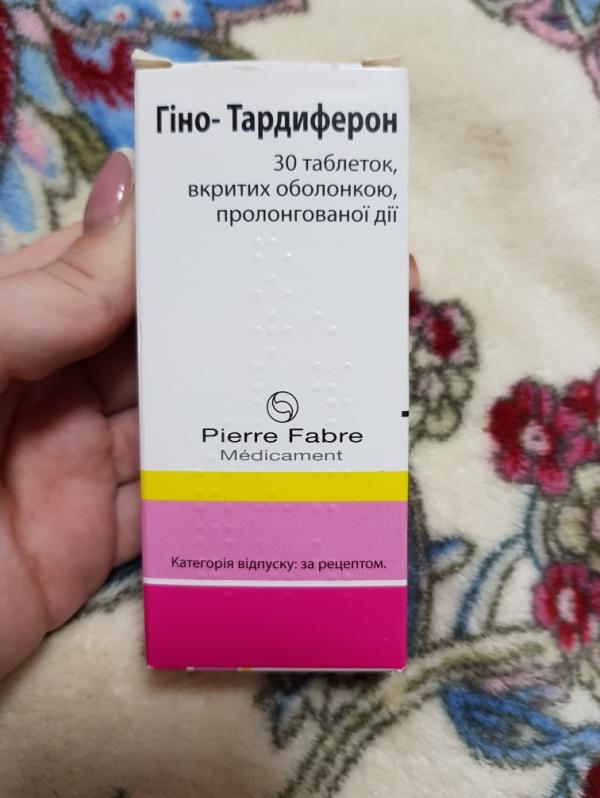 Гіно- Тардиферон
30 таблеток,
вкритих оболонкою,
пролонгованої дії
Pierre Fabre
Médicament
Категорія відпуску: за рецептом.